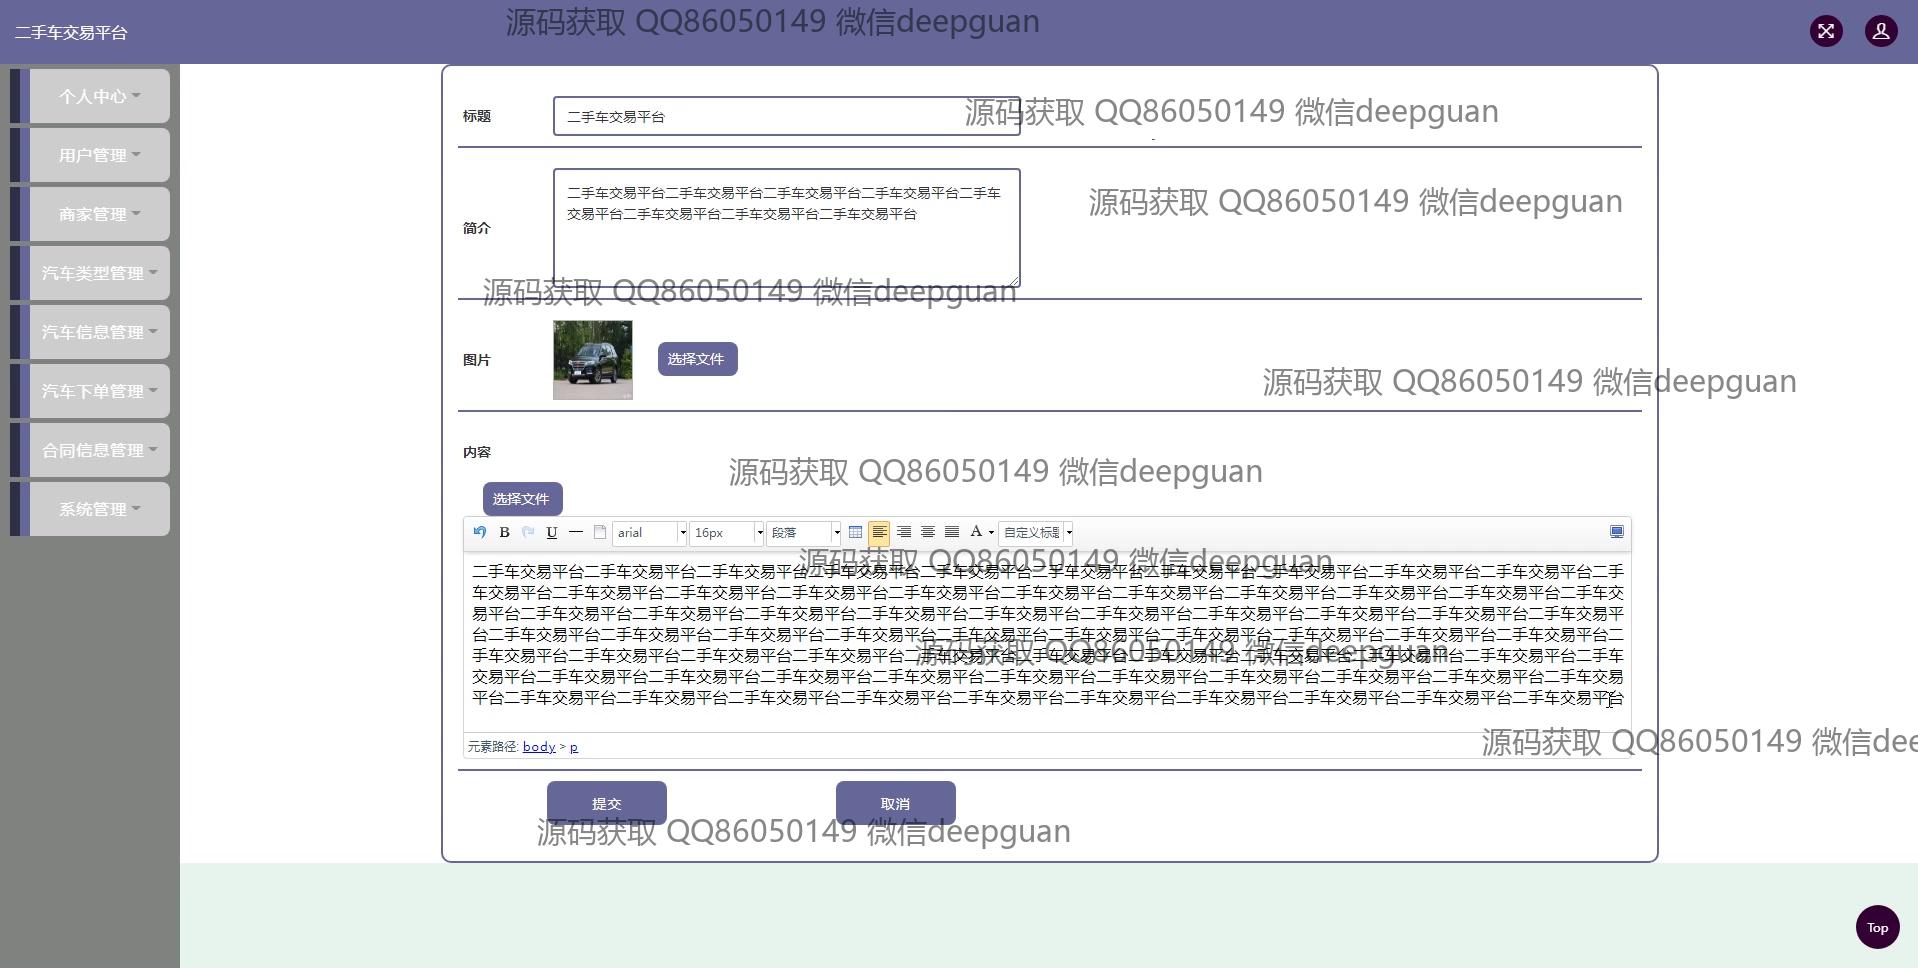 二手车交易平台
源码获取 QQ86050149 微信deepguan
个人中心
用户管理
商家管理
汽车类型管理
汽车信息管理
汽车下单管理
合同信息管理
系统管理
标题
二手车交易平台
源码获取 QQ86050149 微信deepguan
简介
二手车交易平台二手车交易平台二手车交易平台二手车交易平台二手车
交易平台二手车交易平台二手车交易平台二手车交易平台
源码获取 QQ86050149 微信deepguan
源码获取 QQ86050149 微信deepguan
图片
选择文件
源码获取 QQ86050149 微信deepguan
内容
源码获取 QQ86050149 微信deepguan
选择文件
B U arial 16px 段落 A 自定义标题
源码获取 QQ86050149 微信deepguan
二手车交易平台二手车交易平台二手车交易平台二手车交易平台二手车交易平台二手车交易平台二手车交易平台二手车交易平台二手车交易平台二手车交易平台二手
车交易平台二手车交易平台二手车交易平台二手车交易平台二手车交易平台二手车交易平台二手车交易平台二手车交易平台二手车交易平台二手车交易平台二手车交
易平台二手车交易平台二手车交易平台二手车交易平台二手车交易平台二手车交易平台二手车交易平台二手车交易平台二手车交易平台二手车交易平台二手车交易平
台二手车交易平台二手车交易平台二手车交易平台二手车交易平台二手车交易平台二手车交易平台二手车交易平台二手车交易平台二手车交易平台二手车交易平台二
手车交易平台二手车交易平台二手车交易平台二手车交易平台二手车交易平台二手车交易平台二手车交易平台二手车交易平台二手车交易平台二手车交易平台二手车
交易平台二手车交易平台二手车交易平台二手车交易平台二手车交易平台二手车交易平台二手车交易平台二手车交易平台二手车交易平台二手车交易平台二手车交易
平台二手车交易平台二手车交易平台二手车交易平台二手车交易平台二手车交易平台二手车交易平台二手车交易平台二手车交易平台二手车交易平台二手车交易平台
源码获取 QQ86050149 微信deepguan
元素路径: body > p
源码获取 QQ86050149 微信dee
提交
取消
源码获取 QQ86050149 微信deepguan
Top